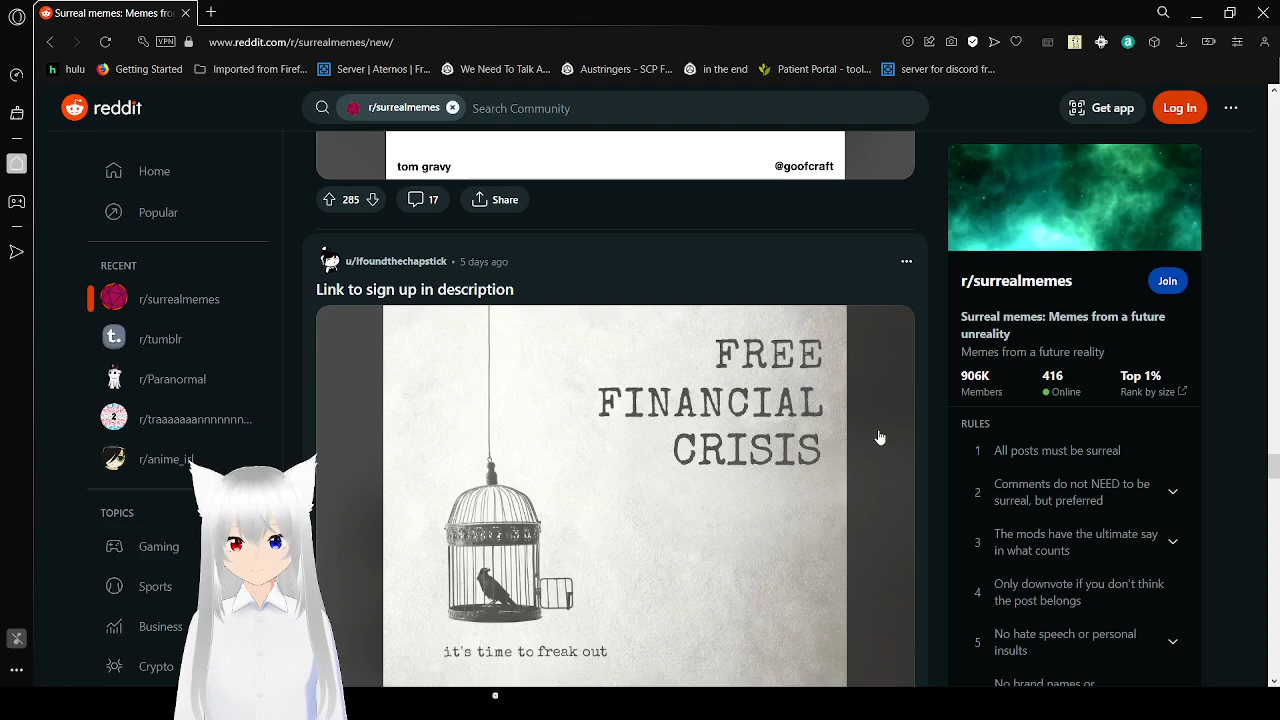 Surreal memes: Memes fro
VPN
www.reddit.com/r/surrealmemes/new/
h hulu
Getting Started
Imported from Firef...
Server | Aternos | Fr...
We Need To Talk A...
Austringers - SCP F...
in the end
Patient Portal - tool...
server for discord fr...
reddit
r/surrealmemes
Search Community
Get app
Log In
Home
Popular
RECENT
r/surrealmemes
r/tumblr
r/Paranormal
r/traaaaaaannnnnnn...
r/anime_irl
TOPICS
Gaming
Sports
Business
Crypto
tom gravy
@goofcraft
285
17
Share
u/Ifoundthechapstick • 5 days ago
Link to sign up in description
FREE
FINANCIAL
CRISIS
it's time to freak out
r/surrealmemes
Join
Surreal memes: Memes from a future
unreality
Memes from a future reality
906K
416
Top 1%
Members
Online
Rank by size
RULES
1 All posts must be surreal
2 Comments do not NEED to be
surreal, but preferred
3 The mods have the ultimate say
in what counts
4 Only downvote if you don't think
the post belongs
5 No hate speech or personal
insults
No brand names or